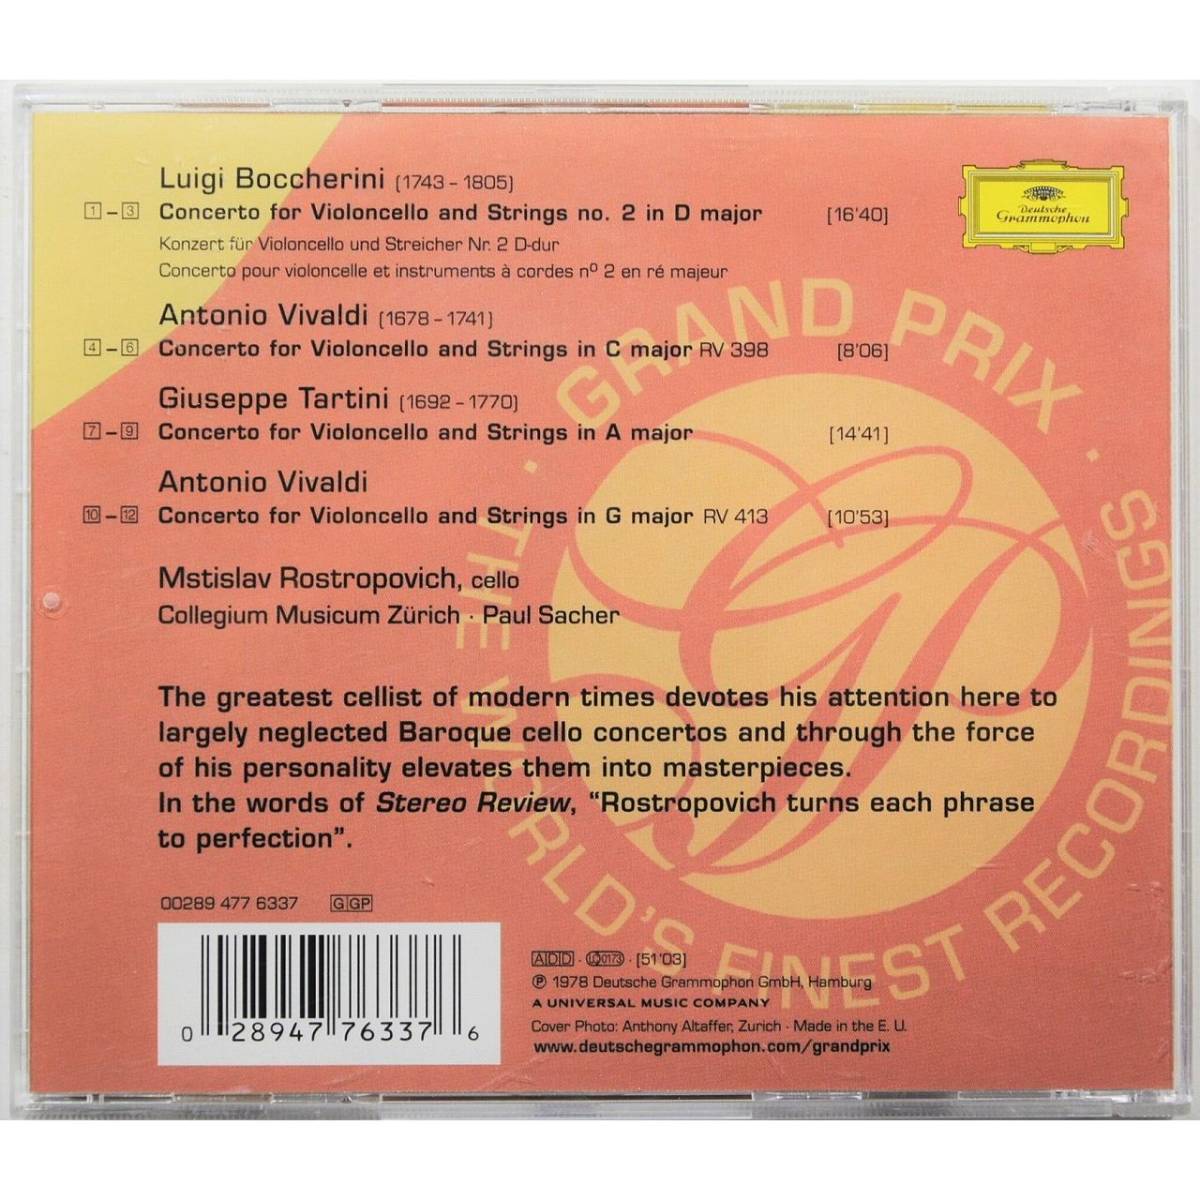 Luigi Boccherini (1743 – 1805)
1 – 3 Concerto for Violoncello and Strings no. 2 in D major [16'40]
Konzert für Violoncello und Streicher Nr. 2 D-dur
Concerto pour violoncelle et instruments à cordes nº 2 en ré majeur
Deutsche
Grammophon
Antonio Vivaldi (1678 – 1741)
4 – 6 Concerto for Violoncello and Strings in C major RV 398 [8'06]
Giuseppe Tartini (1692 – 1770)
7 – 9 Concerto for Violoncello and Strings in A major [14'41]
Antonio Vivaldi
10 – 12 Concerto for Violoncello and Strings in G major RV 413 [10'53]
Mstislav Rostropovich, cello
Collegium Musicum Zürich · Paul Sacher
The greatest cellist of modern times devotes his attention here to
largely neglected Baroque cello concertos and through the force
of his personality elevates them into masterpieces.
In the words of Stereo Review, “Rostropovich turns each phrase
to perfection”.
· GRAND PRIX ·
THE WORLD'S FINEST RECORDINGS
GP
00289 477 6337 G GP
0 28947 76337 6
ADD · LC 0173 · [51'03]
℗ 1978 Deutsche Grammophon GmbH, Hamburg
A UNIVERSAL MUSIC COMPANY
Cover Photo: Anthony Altaffer, Zurich · Made in the E. U.
www.deutschegrammophon.com/grandprix